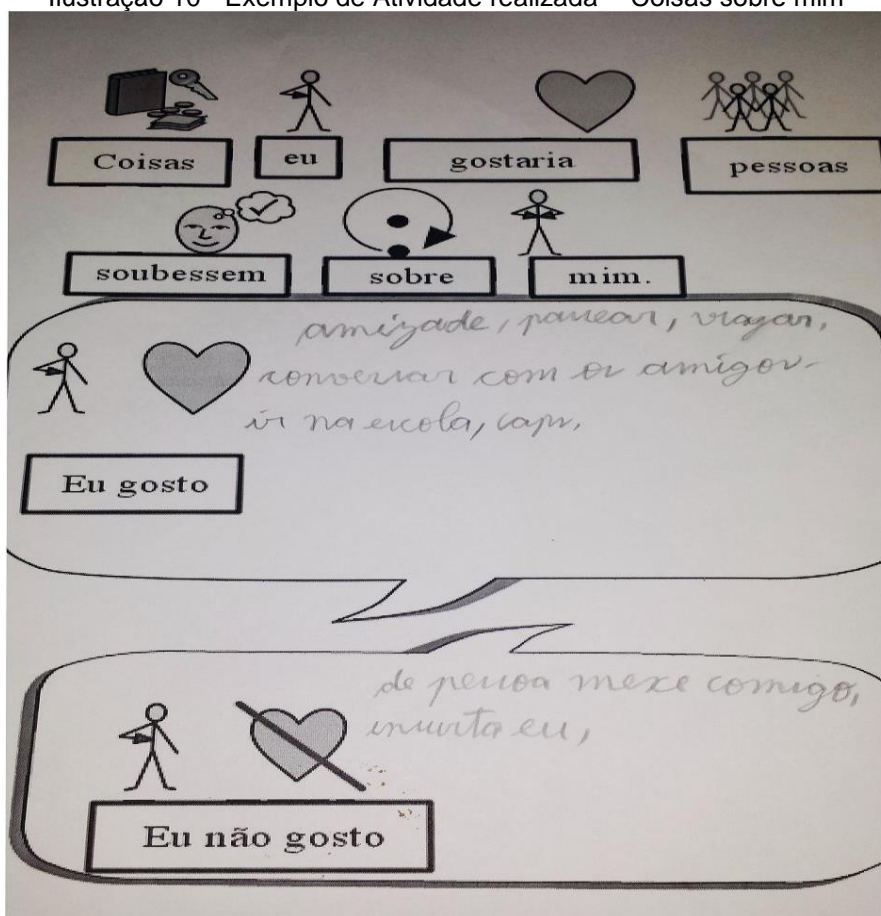 Ilustração 10 - Exemplo de Atividade realizada – "Coisas sobre mim"
Coisas eu gostaria pessoas
soubessem sobre mim.
amizade, passear, viajar,
conversar com os amigos.
ir na escola,
Eu gosto
de pessoa mexe comigo,
eu,
Eu não gosto